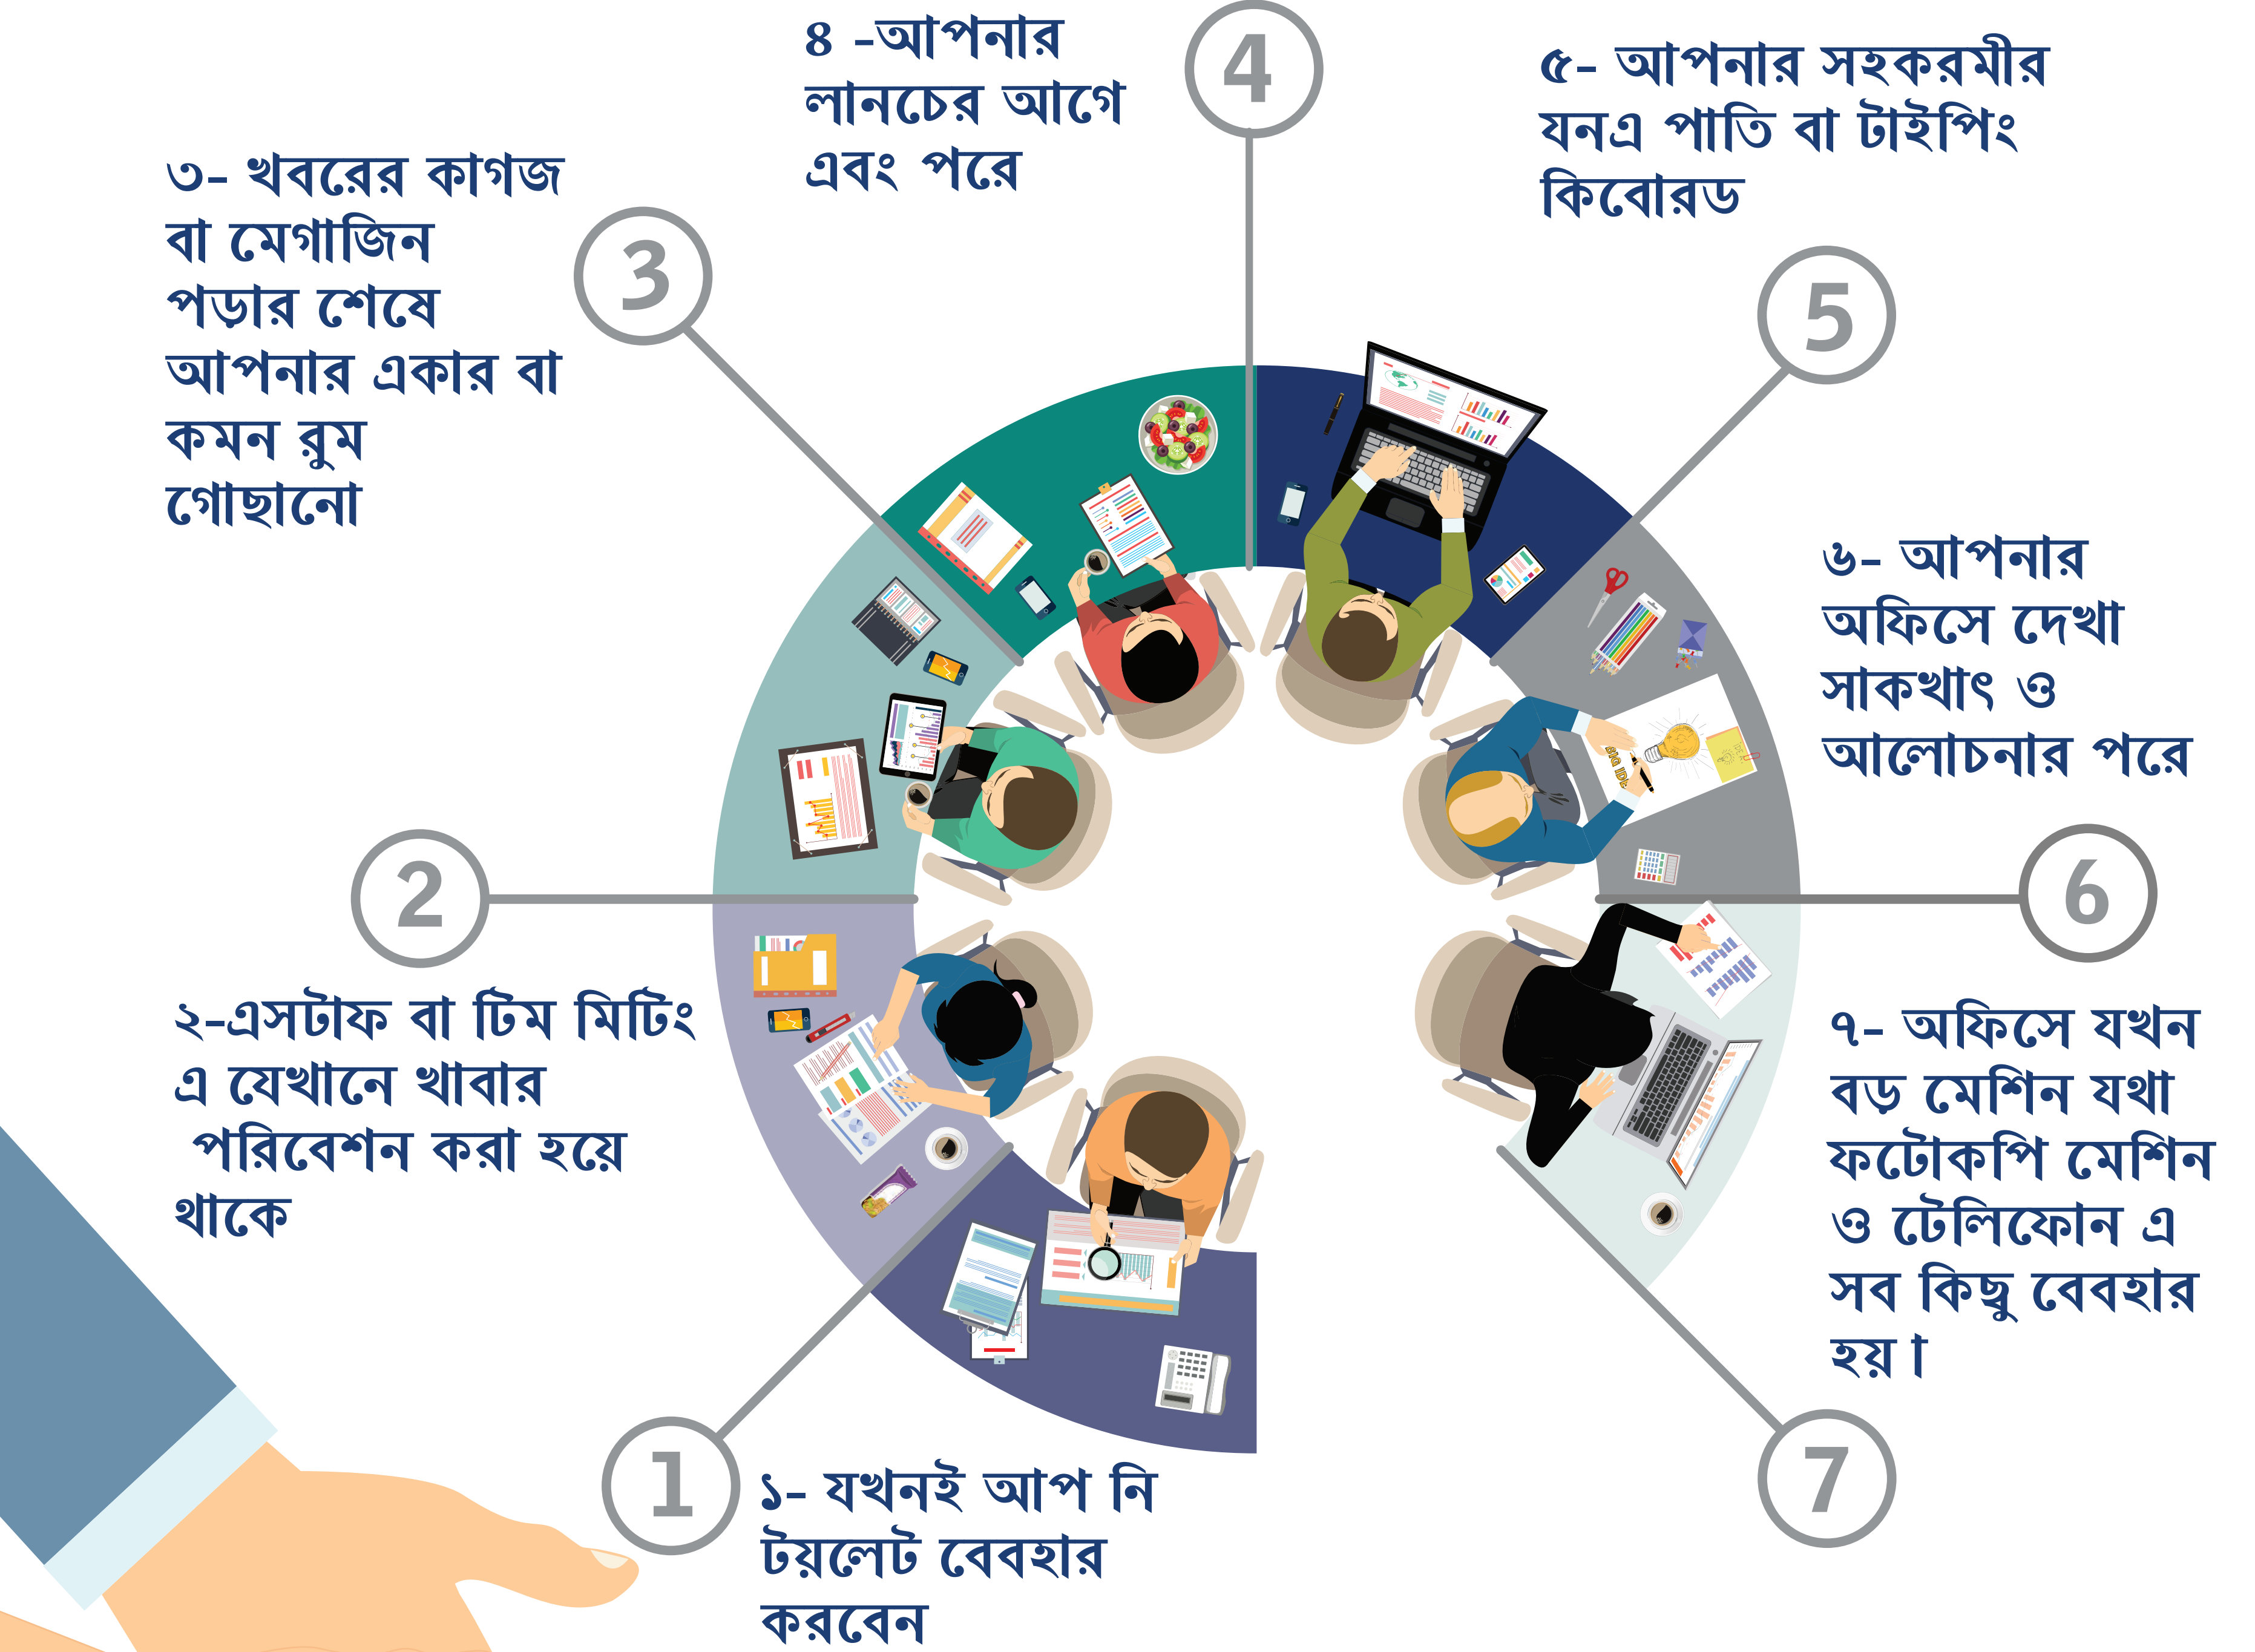 ৪ -আপনার
লানচের আগে
এবং পরে
4
৫- আপনার সহকরমীর
যনএ পাতি বা টাইপিং
কিবোরড
5
৩- খবরের কাগজ
বা মেগাজিন
পড়ার শেষে
আপনার একার বা
কমন রুম
গোছানো
3
৬- আপনার
অফিসে দেখা
সাকখাৎ ও
আলোচনার পরে
6
2
২-এসটাফ বা টিম মিটিং
এ যেখানে খাবার
পরিবেশন করা হয়ে
থাকে
৭- অফিসে যখন
বড় মেশিন যথা
ফটোকপি মেশিন
ও টেলিফোন এ
সব কিছু বেবহার
হয় ৷
7
1
১- যখনই আপ নি
টয়লেট বেবহার
করবেন